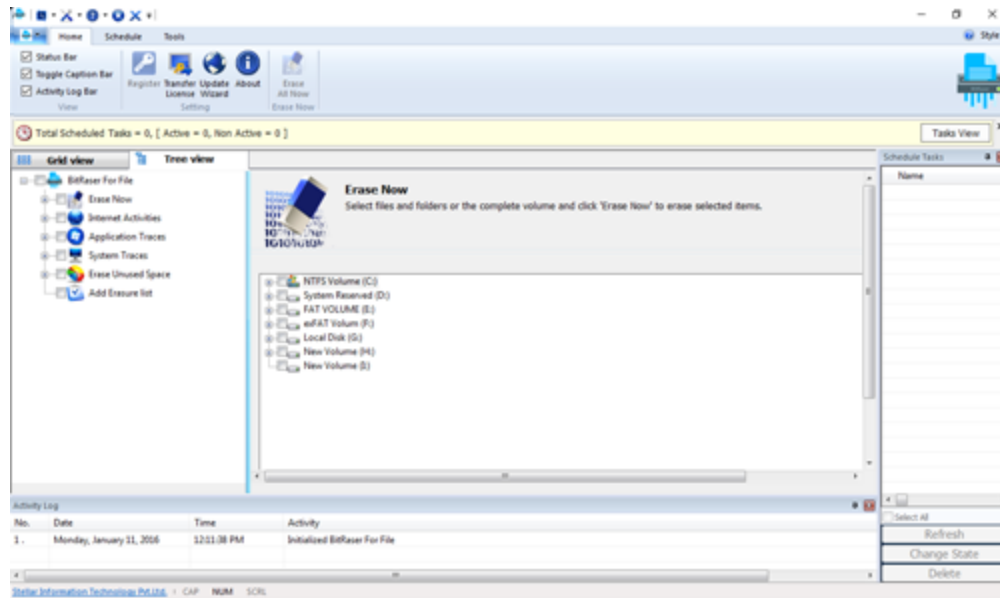 Home Schedule Tools Style
Status Bar
Toggle Caption Bar
Activity Log Bar
View
Register Transfer License Update Wizard About
Setting
Erase All Now
Erase Now
Total Scheduled Tasks = 0, [ Active = 0, Non Active = 0 ] Tasks View
Grid view Tree view
BitRaser For File
Erase Now
Internet Activities
Application Traces
System Traces
Erase Unused Space
Add Erasure list
Erase Now
Select files and folders or the complete volume and click 'Erase Now' to erase selected items.
NTFS Volume (C:)
System Reserved (D:)
FAT VOLUME (E:)
exFAT Volum (F:)
Local Disk (G:)
New Volume (H:)
New Volume (I:)
Schedule Tasks
Name
Select All
Refresh
Change State
Delete
Activity Log
No. Date Time Activity
1 . Monday, January 11, 2016 12:11:38 PM Initialized BitRaser For File
Stellar Information Technology Pvt.Ltd. CAP NUM SCRL